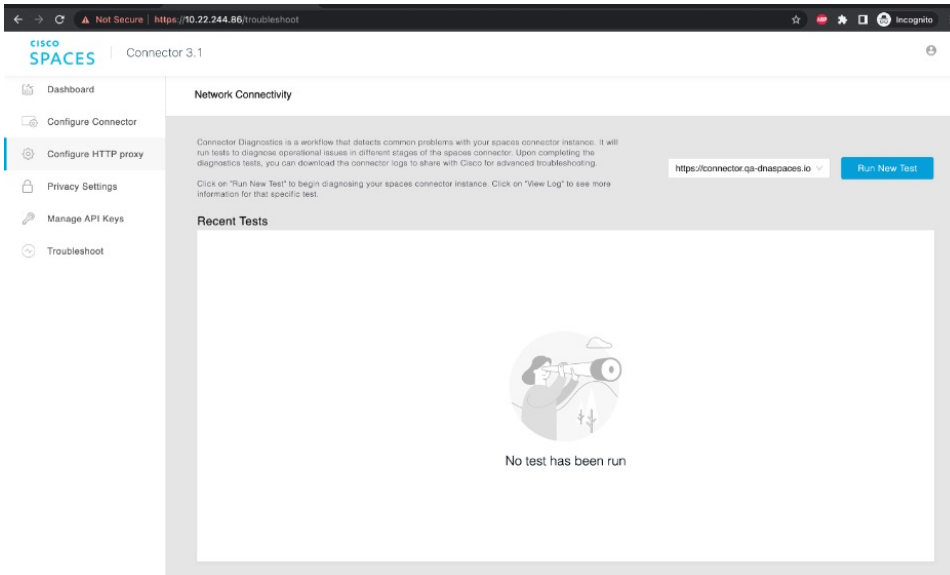 Not Secure https://10.22.244.86/troubleshoot
ABP
Incognito
CISCO
SPACES
Connector 3.1
Dashboard
Configure Connector
Configure HTTP proxy
Privacy Settings
Manage API Keys
Troubleshoot
Network Connectivity
Connector Diagnostics is a workflow that detects common problems with your spaces connector instance. It will
run tests to diagnose operational issues in different stages of the spaces connector. Upon completing the
diagnostics tests, you can download the connector logs to share with Cisco for advanced troubleshooting.
Click on "Run New Test" to begin diagnosing your spaces connector instance. Click on "View Log" to see more
information for that specific test.
https://connector.qa-dnaspaces.io
Run New Test
Recent Tests
No test has been run